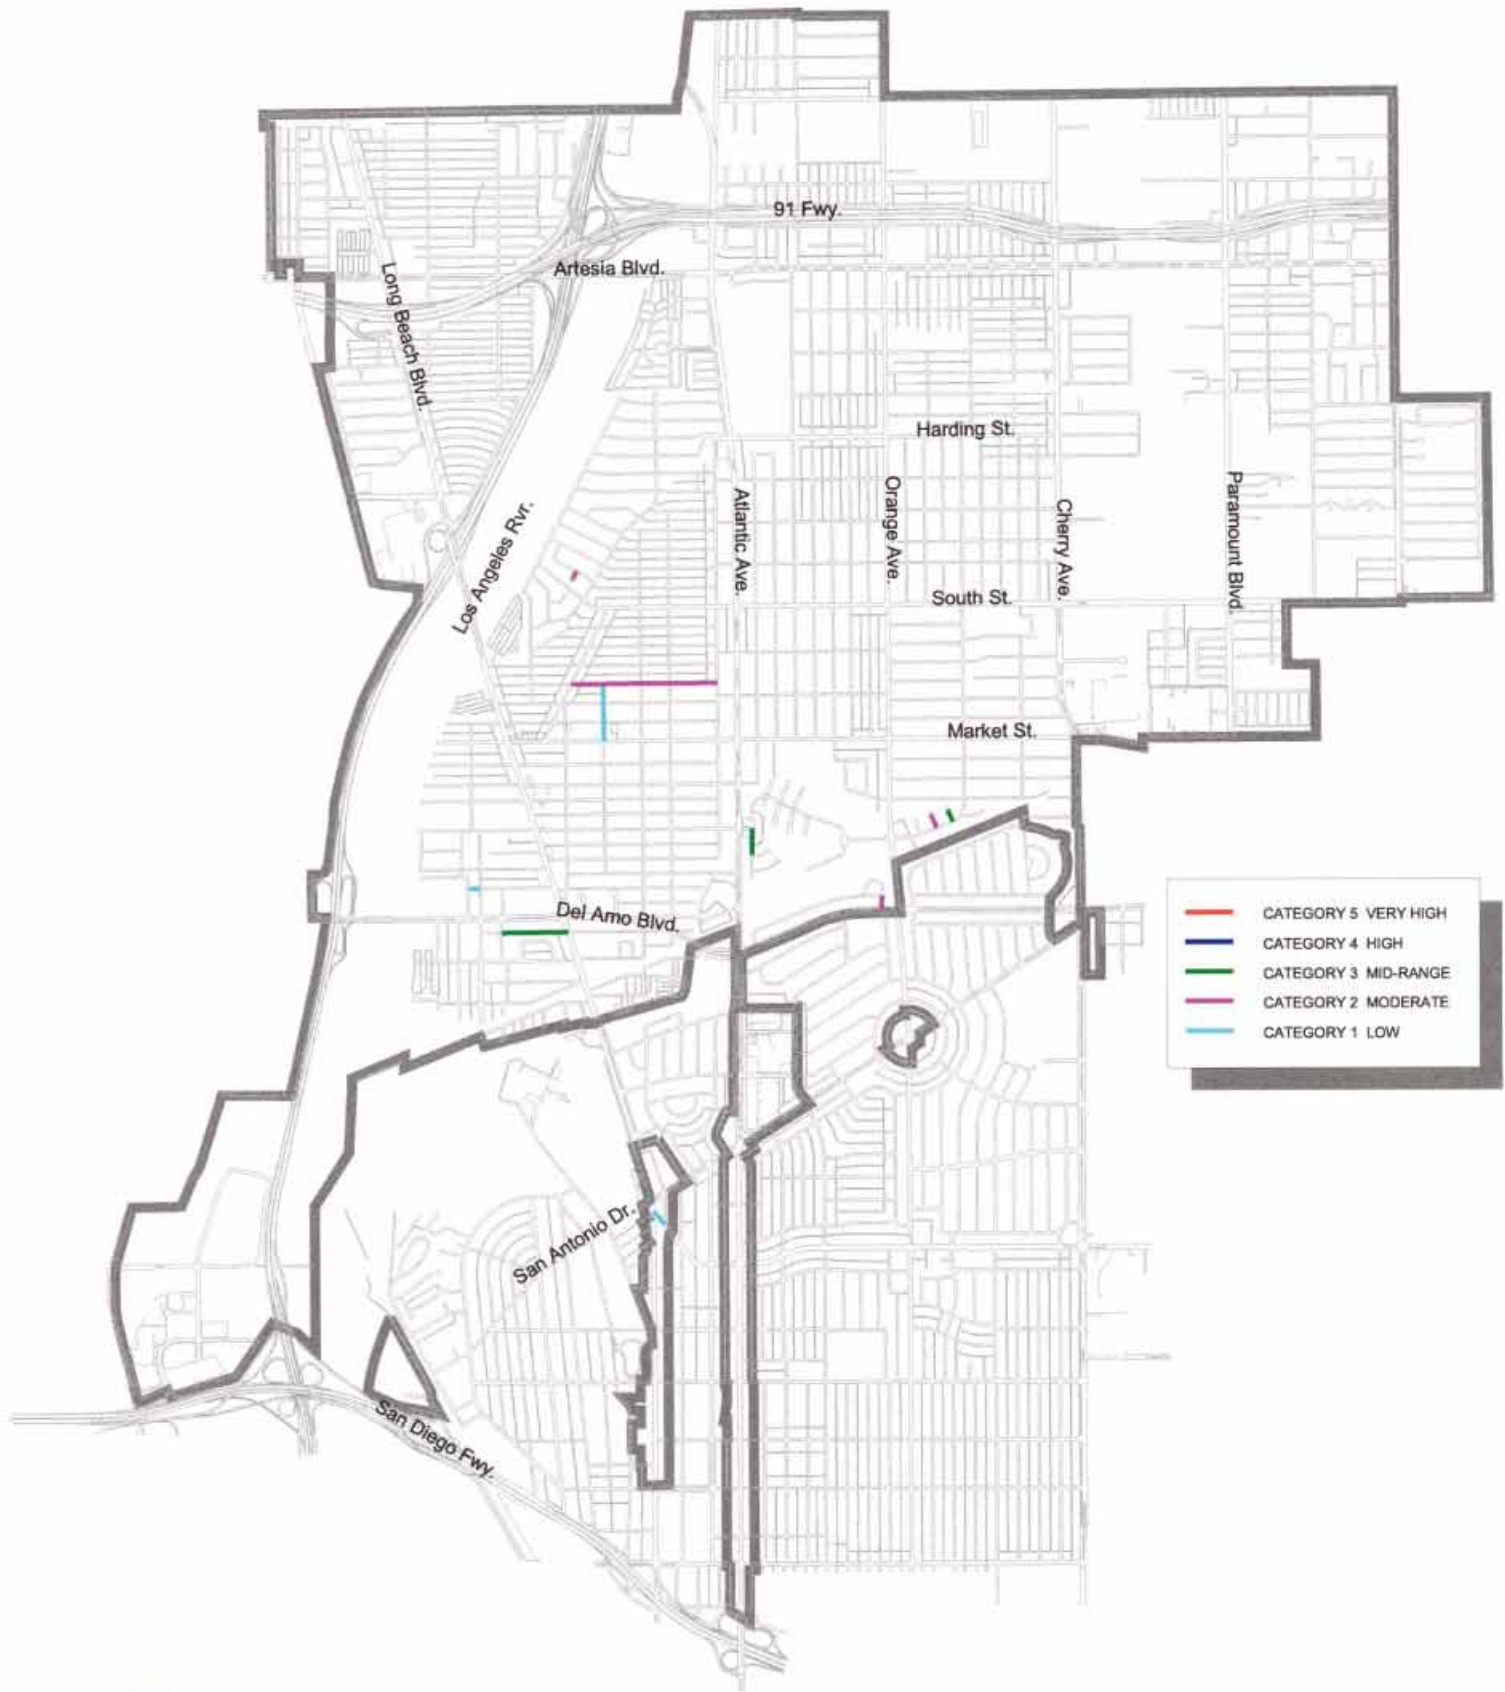 91 Fwy.
Artesia Blvd.
Long Beach Blvd.
Harding St.
Los Angeles Rvr.
Atlantic Ave.
Orange Ave.
Cherry Ave.
Paramount Blvd.
South St.
Market St.
Del Amo Blvd.
CATEGORY 5 VERY HIGH
CATEGORY 4 HIGH
CATEGORY 3 MID-RANGE
CATEGORY 2 MODERATE
CATEGORY 1 LOW
San Antonio Dr.
San Diego Fwy.